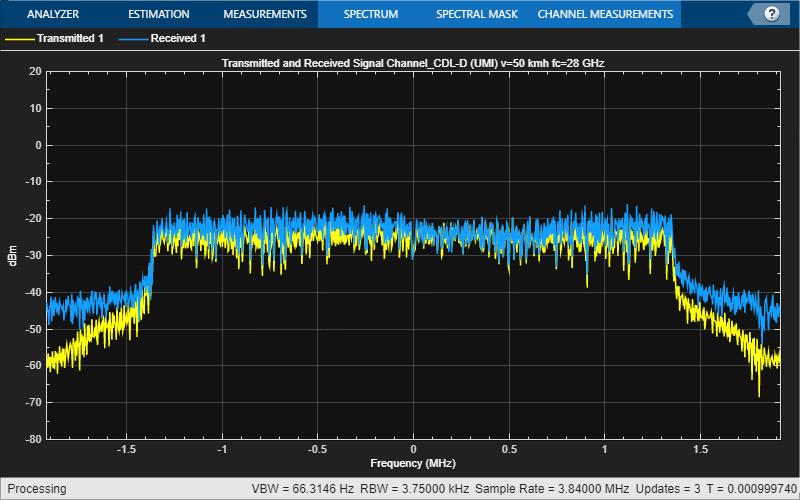 ANALYZER ESTIMATION MEASUREMENTS SPECTRUM SPECTRAL MASK CHANNEL MEASUREMENTS ?
Transmitted 1 Received 1
Transmitted and Received Signal Channel_CDL-D (UMI) v=50 kmh fc=28 GHz
20
10
0
-10
-20
-30
-40
-50
-60
-70
-80
dBm
-1.5 -1 -0.5 0 0.5 1 1.5
Frequency (MHz)
Processing VBW = 66.3146 Hz RBW = 3.75000 kHz Sample Rate = 3.84000 MHz Updates = 3 T = 0.000999740